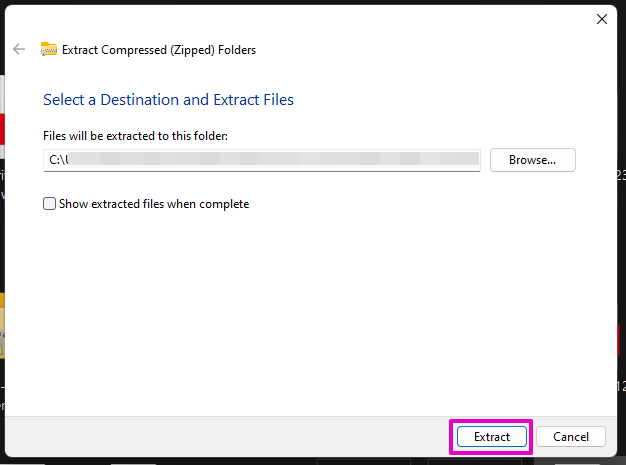 Extract Compressed (Zipped) Folders
Select a Destination and Extract Files
Files will be extracted to this folder:
C:\
Browse...
Show extracted files when complete
Extract
Cancel